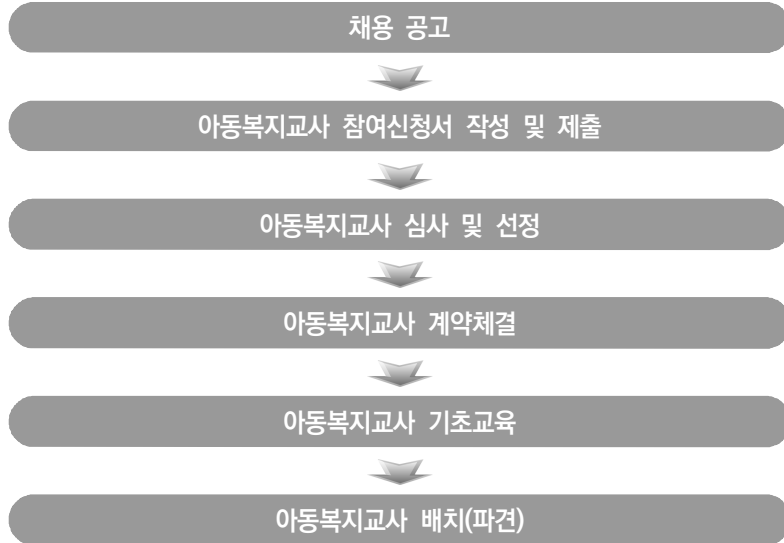 채용 공고
아동복지교사 참여신청서 작성 및 제출
아동복지교사 심사 및 선정
아동복지교사 계약체결
아동복지교사 기초교육
아동복지교사 배치(파견)